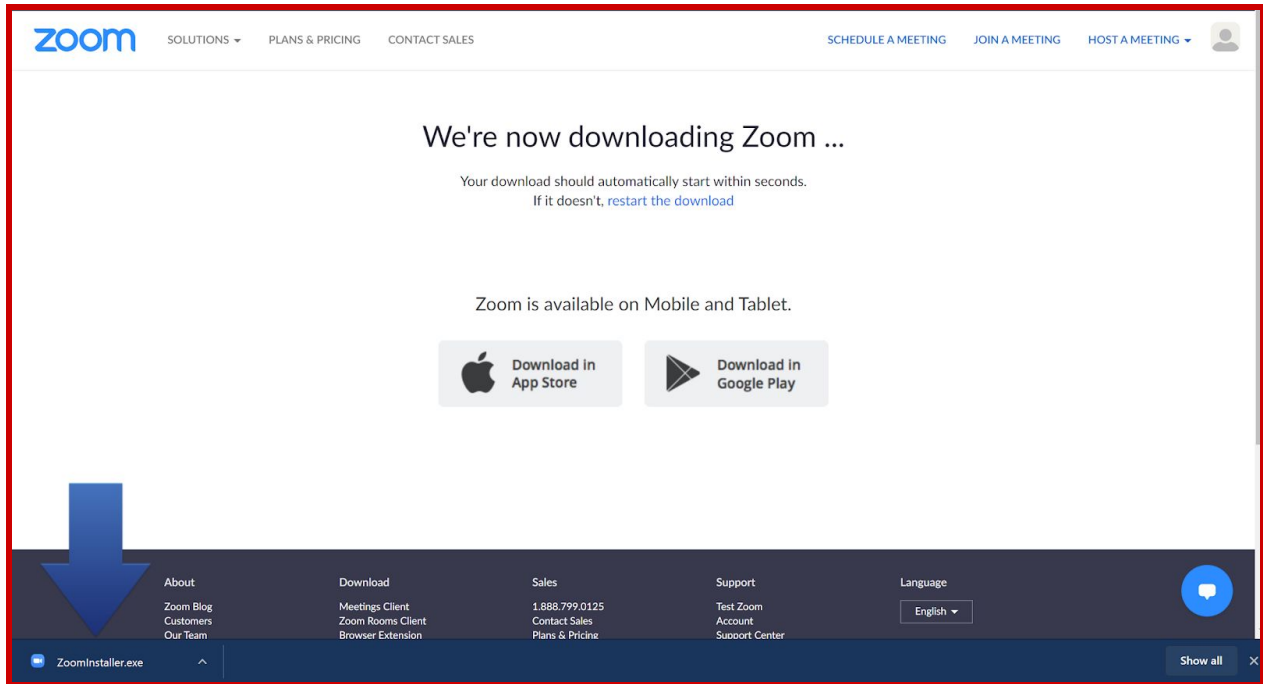 zoom SOLUTIONS PLANS & PRICING CONTACT SALES SCHEDULE A MEETING JOIN A MEETING HOST A MEETING
We're now downloading Zoom ...
Your download should automatically start within seconds.
If it doesn't, restart the download
Zoom is available on Mobile and Tablet.
Download in
App Store
Download in
Google Play
About
Zoom Blog
Customers
Our Team
Download
Meetings Client
Zoom Rooms Client
Browser Extension
Sales
1.888.799.0125
Contact Sales
Plans & Pricing
Support
Test Zoom
Account
Support Center
Language
English
ZoomInstaller.exe
Show all